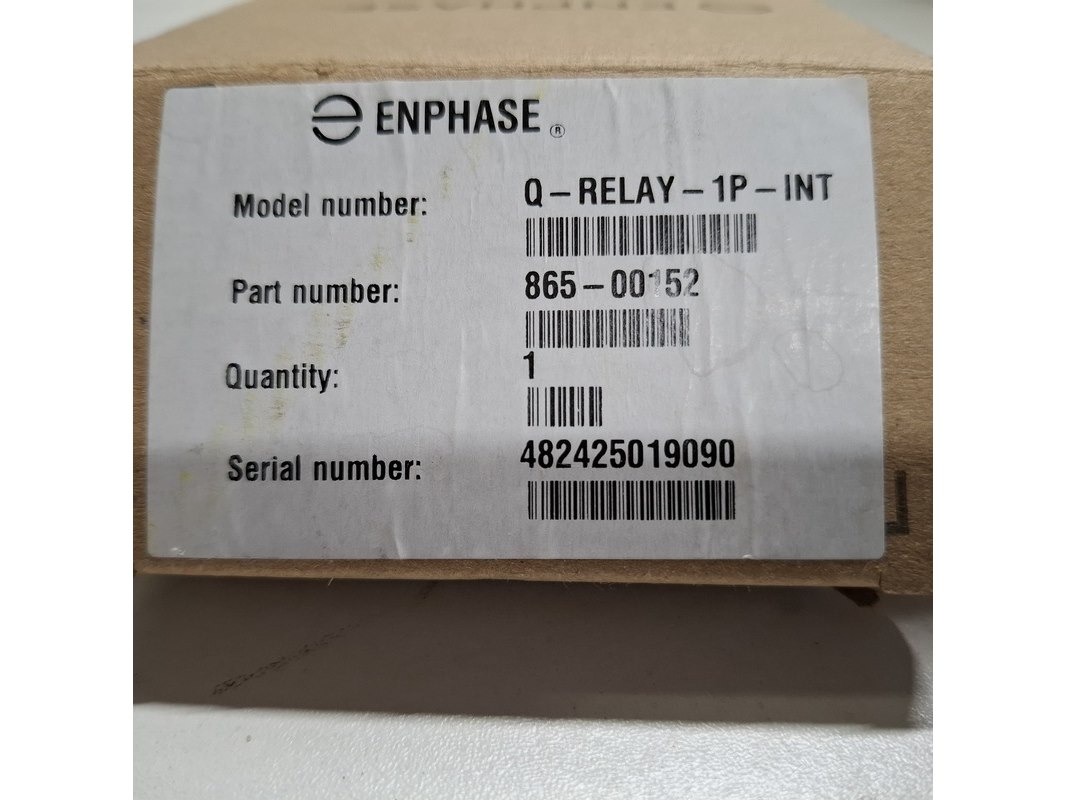 ENPHASE ®
Model number: Q-RELAY-1P-INT
Part number: 865-00152
Quantity: 1
Serial number: 482425019090